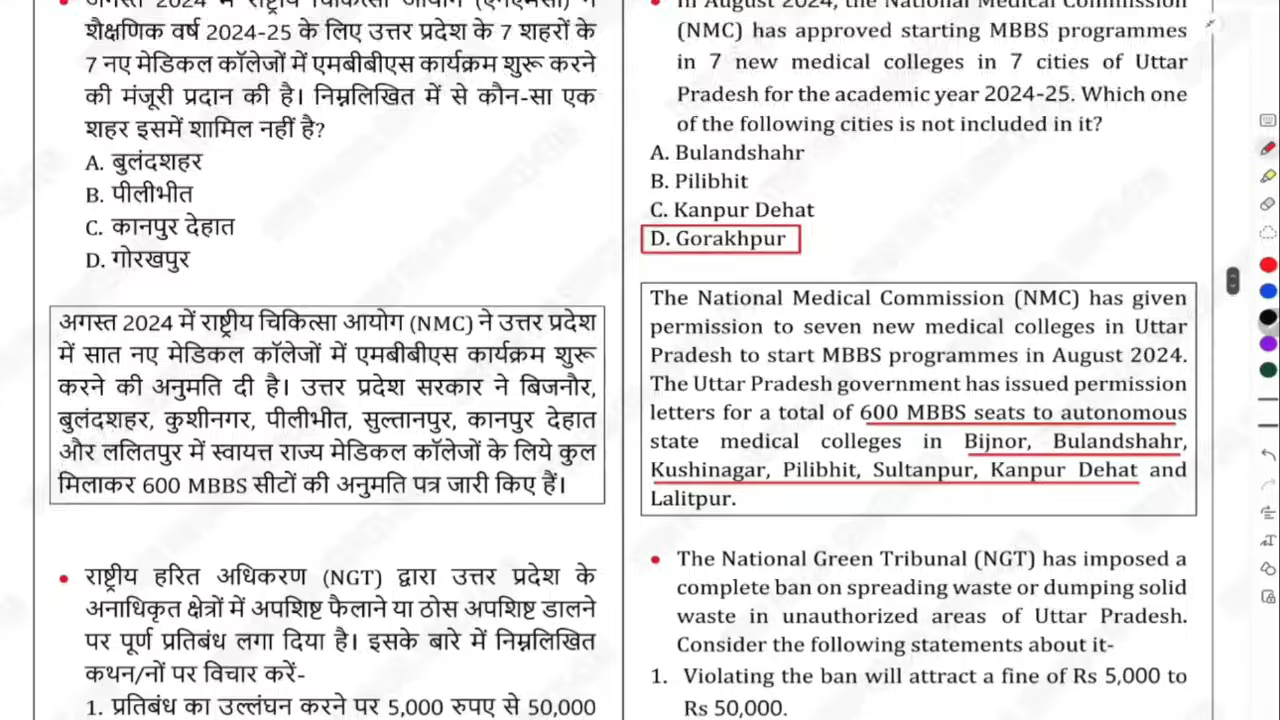 अगस्त 2024 में राष्ट्रीय चिकित्सा आयोग (एनएमसी) ने
शैक्षणिक वर्ष 2024-25 के लिए उत्तर प्रदेश के 7 शहरों के
7 नए मेडिकल कॉलेजों में एमबीबीएस कार्यक्रम शुरू करने
की मंजूरी प्रदान की है। निम्नलिखित में से कौन-सा एक
शहर इसमें शामिल नहीं है?
A. बुलंदशहर
B. पीलीभीत
C. कानपुर देहात
D. गोरखपुर
अगस्त 2024 में राष्ट्रीय चिकित्सा आयोग (NMC) ने उत्तर प्रदेश
में सात नए मेडिकल कॉलेजों में एमबीबीएस कार्यक्रम शुरू
करने की अनुमति दी है। उत्तर प्रदेश सरकार ने बिजनौर,
बुलंदशहर, कुशीनगर, पीलीभीत, सुल्तानपुर, कानपुर देहात
और ललितपुर में स्वायत्त राज्य मेडिकल कॉलेजों के लिये कुल
मिलाकर 600 MBBS सीटों की अनुमति पत्र जारी किए हैं।
राष्ट्रीय हरित अधिकरण (NGT) द्वारा उत्तर प्रदेश के
अनाधिकृत क्षेत्रों में अपशिष्ट फैलाने या ठोस अपशिष्ट डालने
पर पूर्ण प्रतिबंध लगा दिया है। इसके बारे में निम्नलिखित
कथन/नों पर विचार करें-
1. प्रतिबंध का उल्लंघन करने पर 5,000 रुपए से 50,000
In August 2024, the National Medical Commission
(NMC) has approved starting MBBS programmes
in 7 new medical colleges in 7 cities of Uttar
Pradesh for the academic year 2024-25. Which one
of the following cities is not included in it?
A. Bulandshahr
B. Pilibhit
C. Kanpur Dehat
D. Gorakhpur
The National Medical Commission (NMC) has given
permission to seven new medical colleges in Uttar
Pradesh to start MBBS programmes in August 2024.
The Uttar Pradesh government has issued permission
letters for a total of 600 MBBS seats to autonomous
state medical colleges in Bijnor, Bulandshahr,
Kushinagar, Pilibhit, Sultanpur, Kanpur Dehat and
Lalitpur.
The National Green Tribunal (NGT) has imposed a
complete ban on spreading waste or dumping solid
waste in unauthorized areas of Uttar Pradesh.
Consider the following statements about it-
1. Violating the ban will attract a fine of Rs 5,000 to
Rs 50,000.